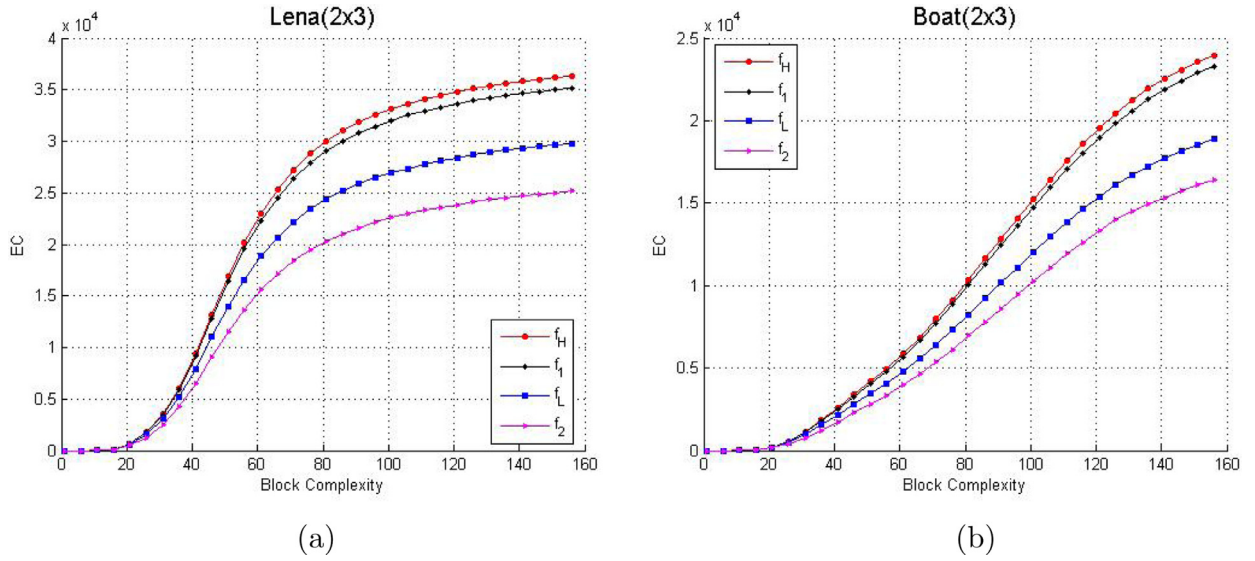 Lena(2x3)
x 10^4
4
3.5
3
2.5
2
1.5
1
0.5
0
EC
0 20 40 60 80 100 120 140 160
Block Complexity
f_H
f_1
f_L
f_2
(a)
Boat(2x3)
x 10^4
2.5
2
1.5
1
0.5
0
EC
0 20 40 60 80 100 120 140 160
Block Complexity
f_H
f_1
f_L
f_2
(b)